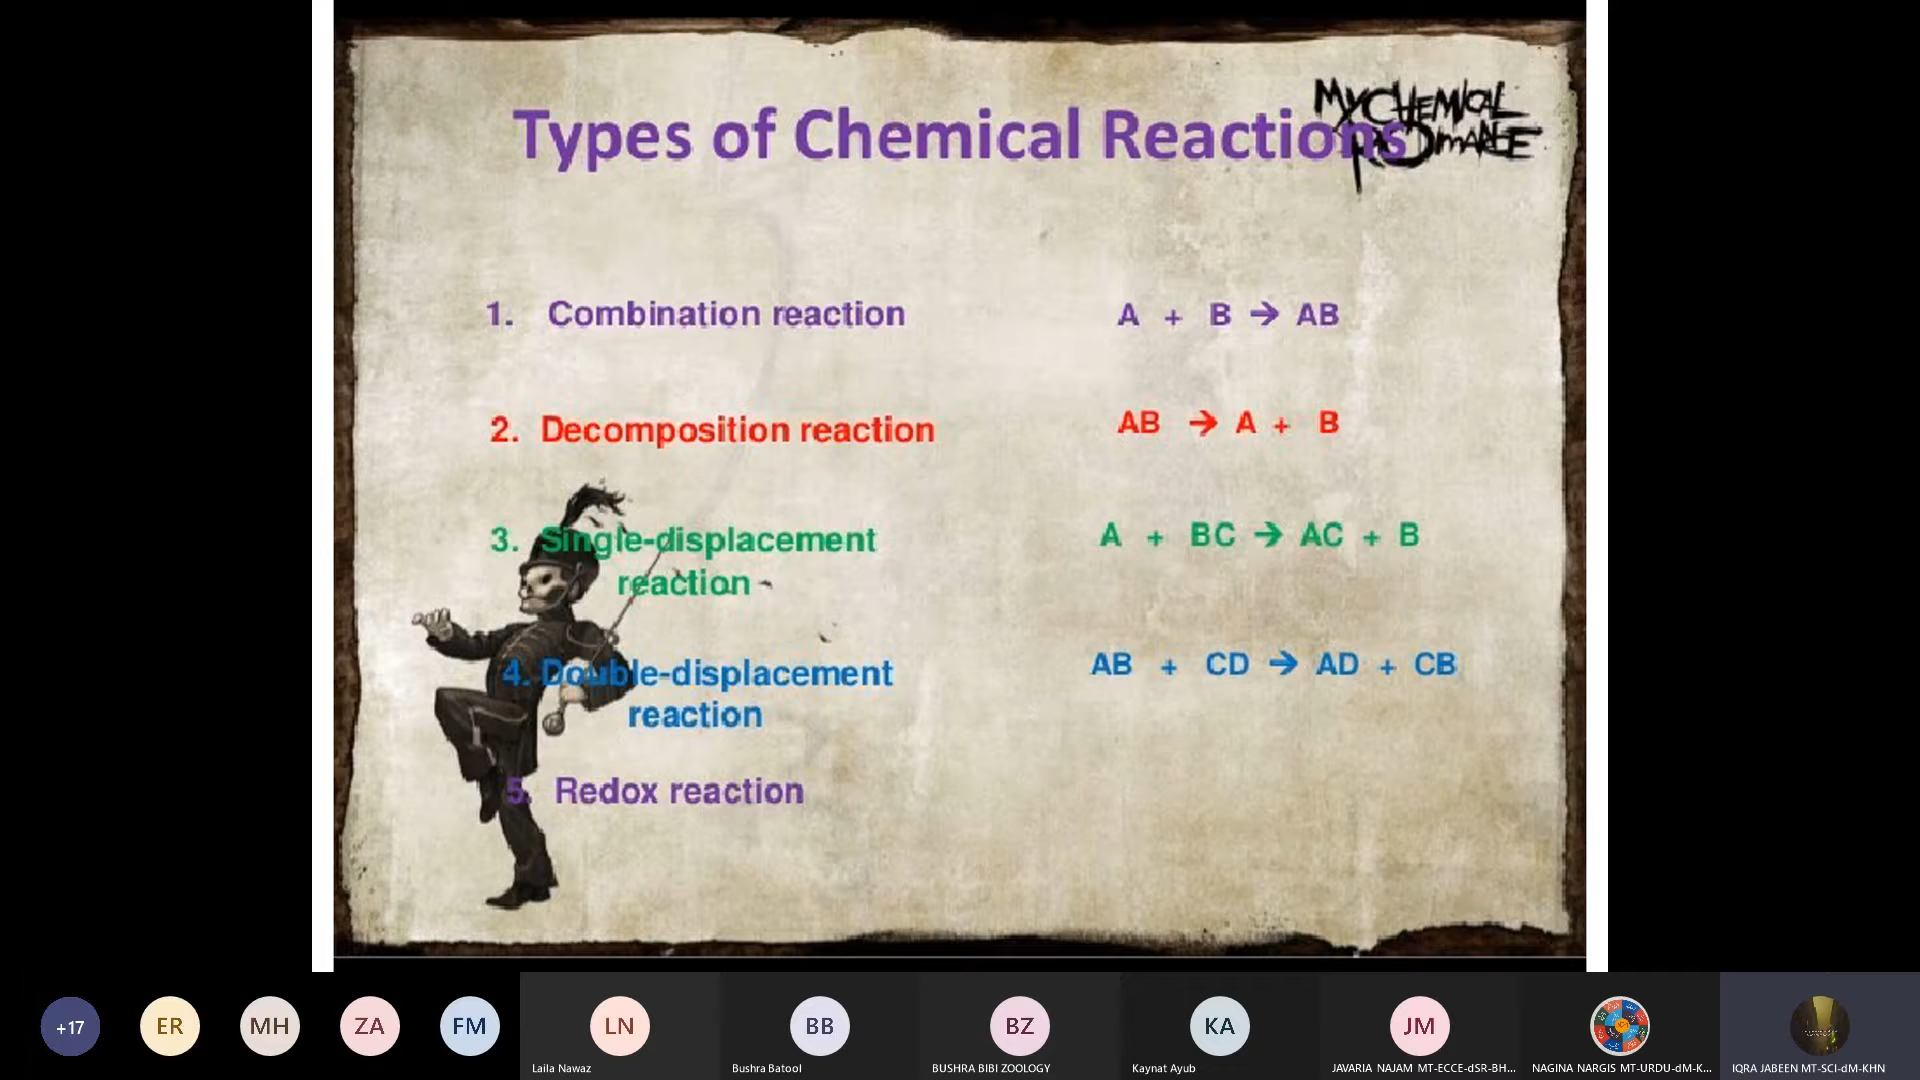 MY CHEMICAL
ROMANCE
Types of Chemical Reactions
1. Combination reaction A + B → AB
2. Decomposition reaction AB → A + B
3. Single-displacement A + BC → AC + B
reaction
4. Double-displacement AB + CD → AD + CB
reaction
5. Redox reaction
+17 ER MH ZA FM LN BB BZ KA JM
Laila Nawaz Bushra Batool BUSHRA BIBI ZOOLOGY Kaynat Ayub JAVARIA NAJAM MT-ECCE-dSR-BH... NAGINA NARGIS MT-URDU-dM-K... IQRA JABEEN MT-SCI-dM-KHN